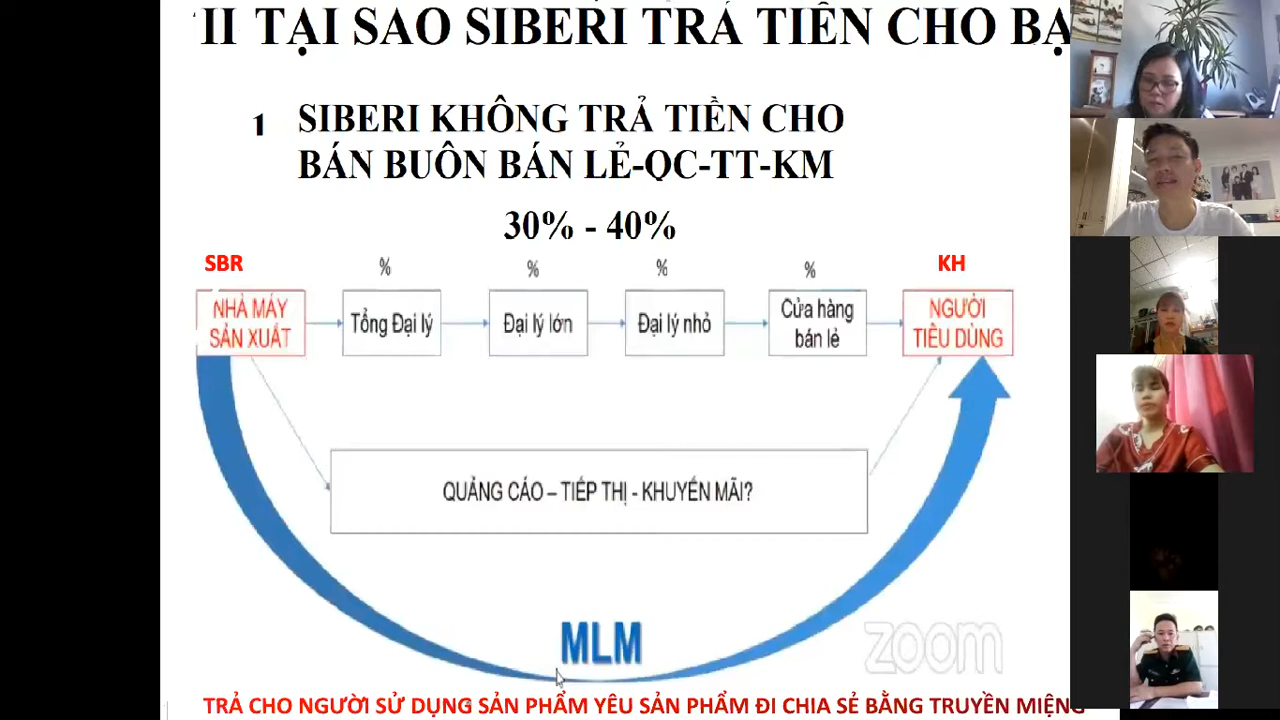 II TẠI SAO SIBERI TRẢ TIỀN CHO BẠ
1 SIBERI KHÔNG TRẢ TIỀN CHO
BÁN BUÔN BÁN LẺ-QC-TT-KM
30% - 40%
SBR
% % % %
KH
NHÀ MÁY
SẢN XUẤT
Tổng Đại lý
Đại lý lớn
Đại lý nhỏ
Cửa hàng
bán lẻ
NGƯỜI
TIÊU DÙNG
QUẢNG CÁO – TIẾP THỊ - KHUYẾN MÃI?
MLM
zoom
TRẢ CHO NGƯỜI SỬ DỤNG SẢN PHẨM YÊU SẢN PHẨM ĐI CHIA SẺ BẰNG TRUYỀN MIỆNG